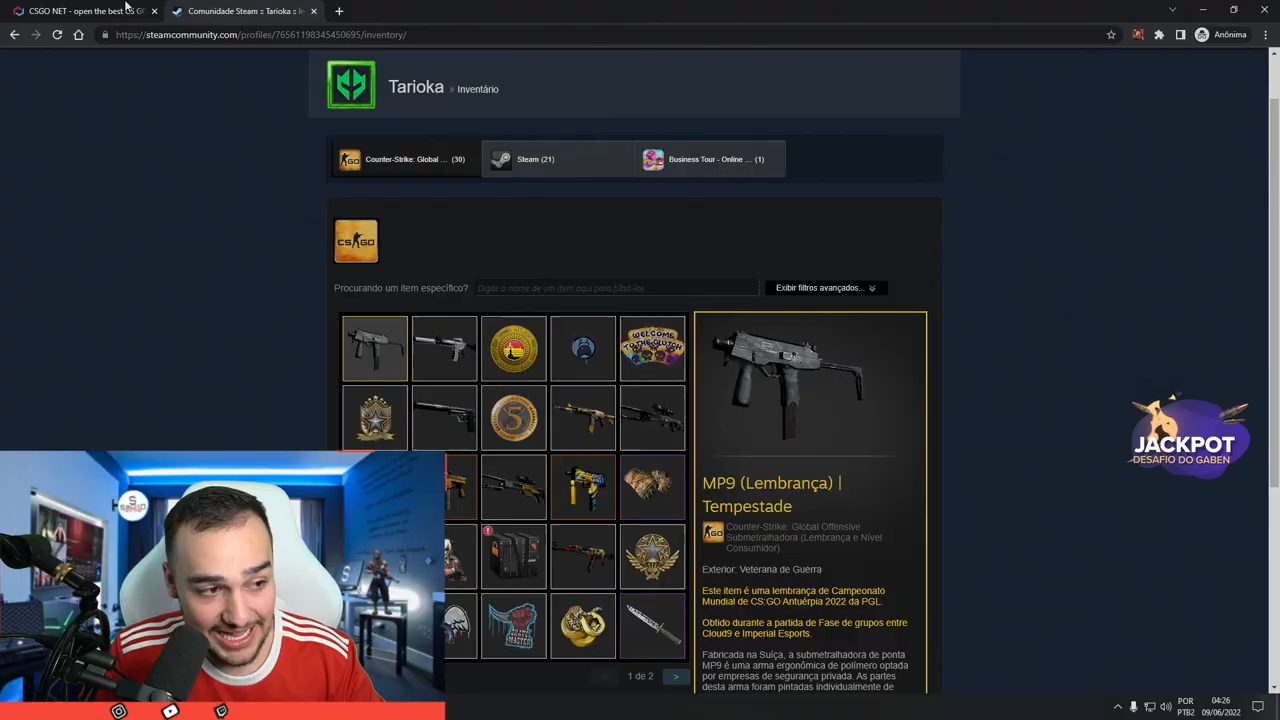 CSGO NET - open the best CS G
Comunidade Steam :: Tarioka :: In
https://steamcommunity.com/profiles/76561198345450695/inventory/
Anônima
Tarioka » Inventário
Counter-Strike: Global ... (30)
Steam (21)
Business Tour - Online ... (1)
CS GO
Procurando um item específico?
Digite o nome de um item aqui para filtrá-los
Exibir filtros avançados...
WELCOME
TO THE CLUTCH
5
MP9 (Lembrança) |
Tempestade
Counter-Strike: Global Offensive
Submetralhadora (Lembrança e Nível
Consumidor)
Exterior: Veterana de Guerra
Este item é uma lembrança de Campeonato
Mundial de CS:GO Antuérpia 2022 da PGL.
Obtido durante a partida de Fase de grupos entre
Cloud9 e Imperial Esports.
Fabricada na Suíça, a submetralhadora de ponta
MP9 é uma arma ergonômica de polímero optada
por empresas de segurança privada. As partes
desta arma foram pintadas individualmente de
1 de 2
JACKPOT
DESAFIO DO GABEN
POR
PTB2
04:26
09/06/2022